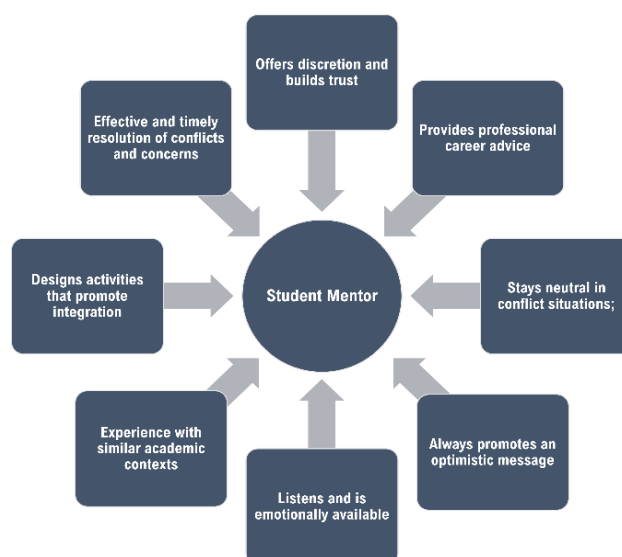 Offers discretion and
builds trust
Provides professional
career advice
Stays neutral in
conflict situations;
Always promotes an
optimistic message
Listens and is
emotionally available
Experience with
similar academic
contexts
Designs activities
that promote
integration
Effective and timely
resolution of conflicts
and concerns
Student Mentor